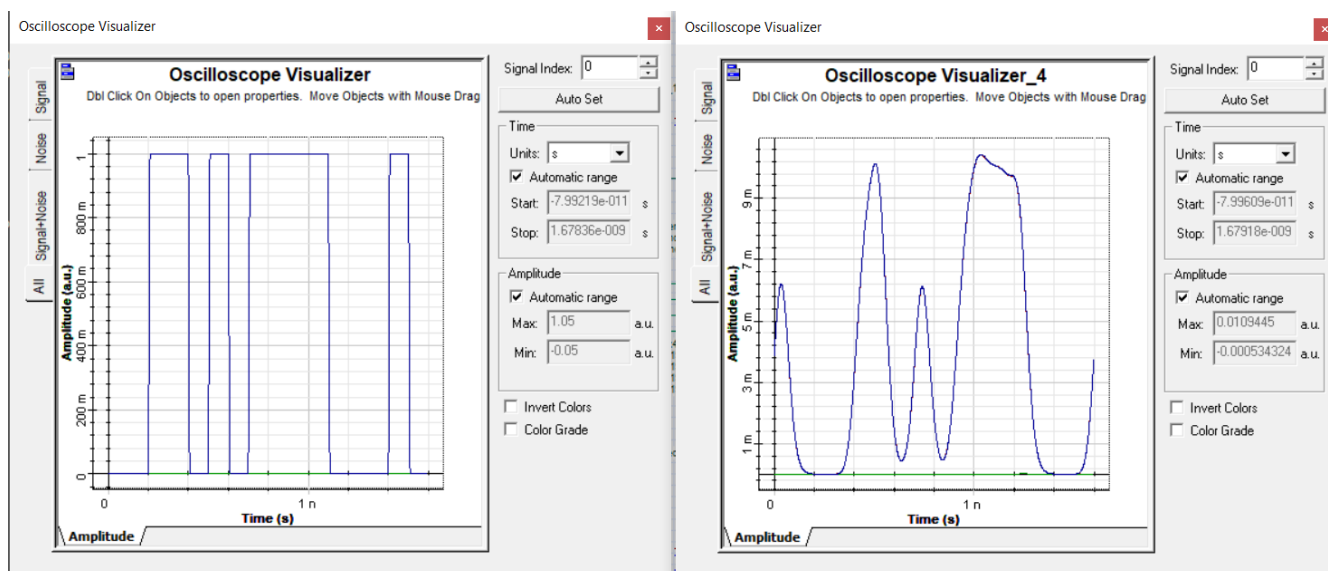 Oscilloscope Visualizer
×
Signal
Noise
Signal+Noise
All
Oscilloscope Visualizer
Dbl Click On Objects to open properties. Move Objects with Mouse Drag
Amplitude (a.u.)
1
800 m
600 m
400 m
200 m
0
0
1 n
Time (s)
Amplitude
Signal Index: 0
Auto Set
Time
Units: s
Automatic range
Start: -7.99219e-011 s
Stop: 1.67836e-009 s
Amplitude
Automatic range
Max: 1.05 a.u.
Min: -0.05 a.u.
Invert Colors
Color Grade
Oscilloscope Visualizer
×
Signal
Noise
Signal+Noise
All
Oscilloscope Visualizer_4
Dbl Click On Objects to open properties. Move Objects with Mouse Drag
Amplitude (a.u.)
9 m
7 m
5 m
3 m
1 m
0
1 n
Time (s)
Amplitude
Signal Index: 0
Auto Set
Time
Units: s
Automatic range
Start: -7.99609e-011 s
Stop: 1.67918e-009 s
Amplitude
Automatic range
Max: 0.0109445 a.u.
Min: -0.000534324 a.u.
Invert Colors
Color Grade